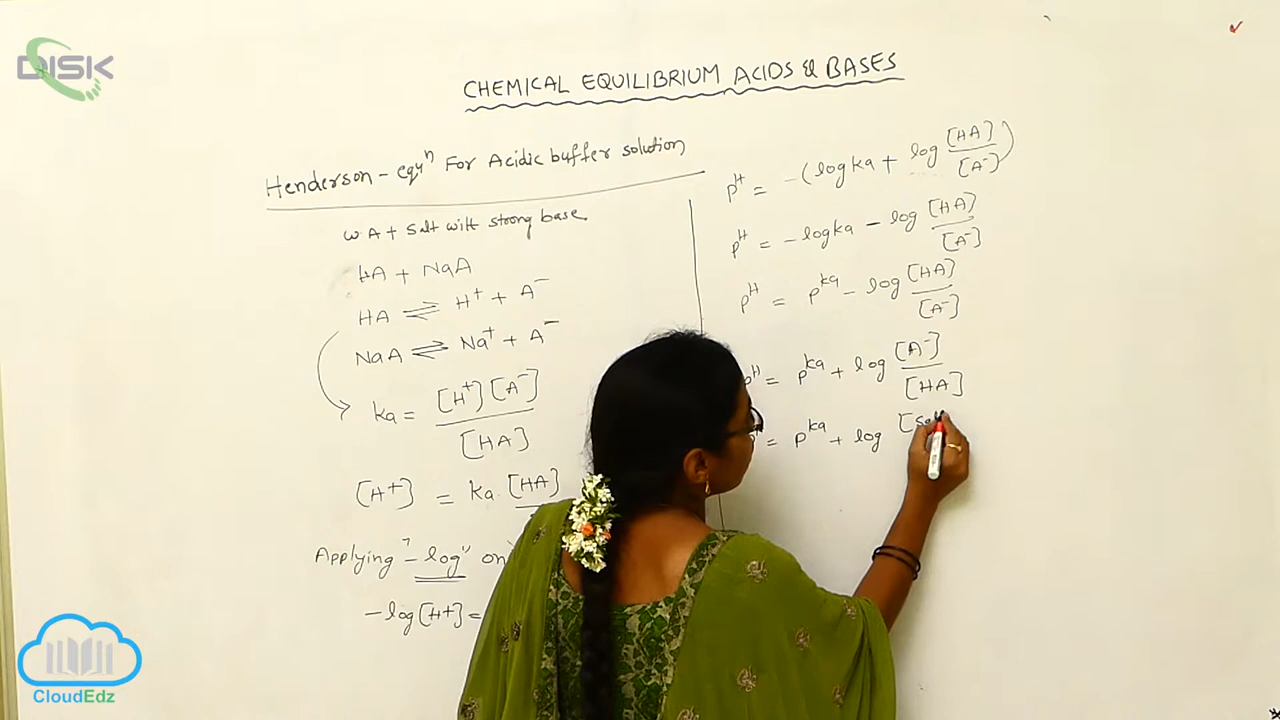 DISK
CHEMICAL EQUILIBRIUM ACIDS & BASES
Henderson - equⁿ For Acidic buffer solution
W.A + Salt with strong base
HA + NaA
HA ⇌ H⁺ + A⁻
NaA ⇌ Na⁺ + A⁻
ka = [H⁺] [A⁻] / [HA]
[H⁺] = ka. [HA]
Applying "-log" on
-log [H⁺] =
pᴴ = -(log ka + log [HA] / [A⁻])
pᴴ = -log ka - log [HA] / [A⁻]
pᴴ = pᵏᵃ - log [HA] / [A⁻]
pᴴ = pᵏᵃ + log [A⁻] / [HA]
= pᵏᵃ + log
CloudEdz